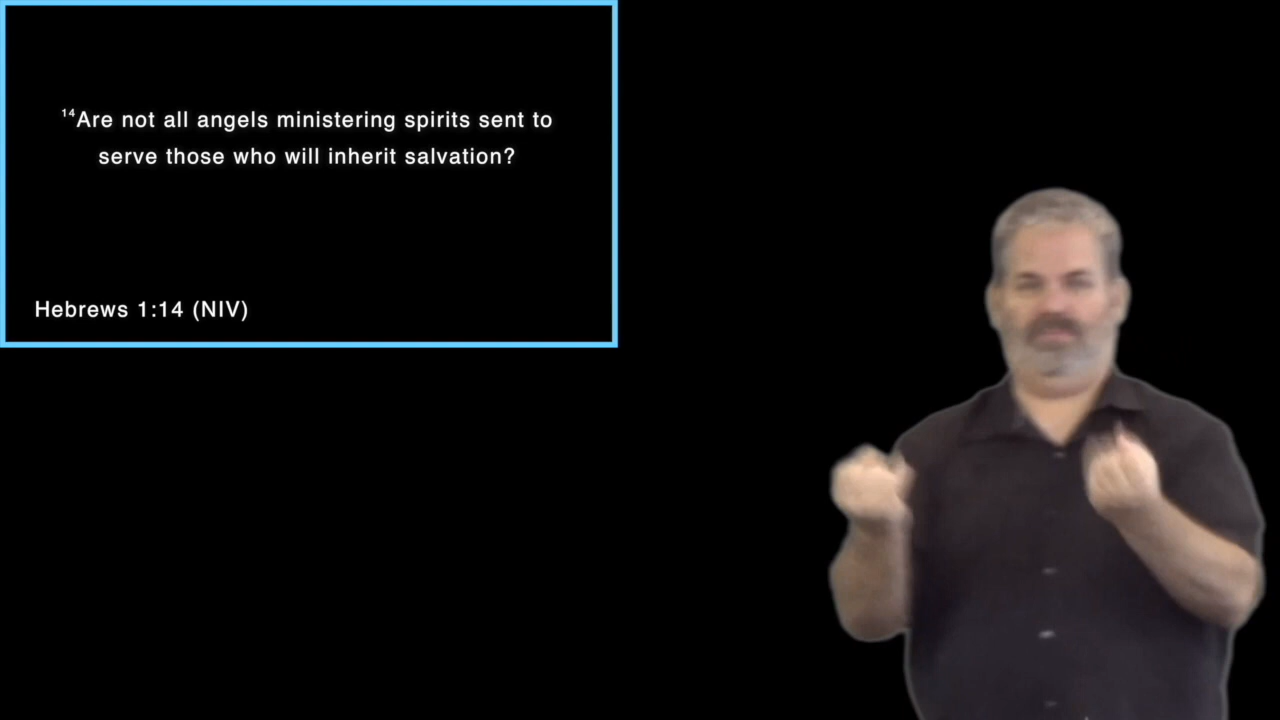 ¹⁴Are not all angels ministering spirits sent to
serve those who will inherit salvation?
Hebrews 1:14 (NIV)